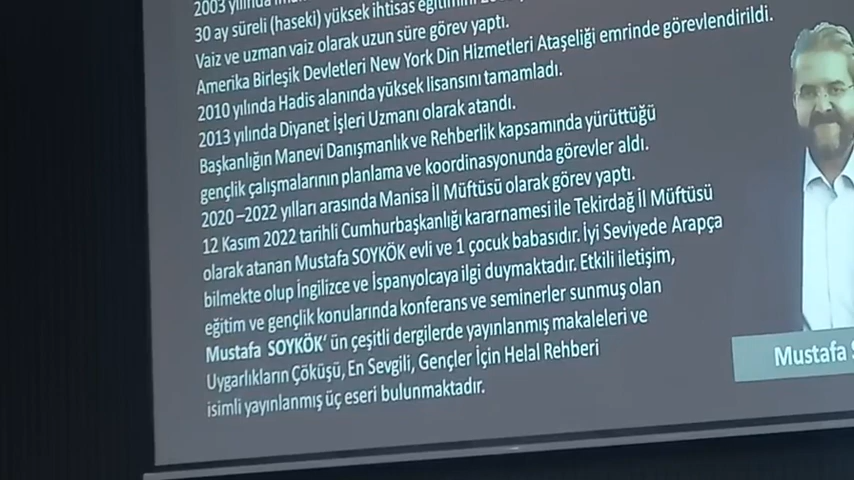 2003 yılında
30 ay süreli (haseki) yüksek ihtisas eğitimini
Vaiz ve uzman vaiz olarak uzun süre görev yaptı.
Amerika Birleşik Devletleri New York Din Hizmetleri Ataşeliği emrinde görevlendirildi.
2010 yılında Hadis alanında yüksek lisansını tamamladı.
2013 yılında Diyanet İşleri Uzmanı olarak atandı.
Başkanlığın Manevi Danışmanlık ve Rehberlik kapsamında yürüttüğü
gençlik çalışmalarının planlama ve koordinasyonunda görevler aldı.
2020 –2022 yılları arasında Manisa İl Müftüsü olarak görev yaptı.
12 Kasım 2022 tarihli Cumhurbaşkanlığı kararnamesi ile Tekirdağ İl Müftüsü
olarak atanan Mustafa SOYKÖK evli ve 1 çocuk babasıdır. İyi Seviyede Arapça
bilmekte olup İngilizce ve İspanyolcaya ilgi duymaktadır. Etkili iletişim,
eğitim ve gençlik konularında konferans ve seminerler sunmuş olan
Mustafa SOYKÖK‘ ün çeşitli dergilerde yayınlanmış makaleleri ve
Uygarlıkların Çöküşü, En Sevgili, Gençler İçin Helal Rehberi
isimli yayınlanmış üç eseri bulunmaktadır.
Mustafa S